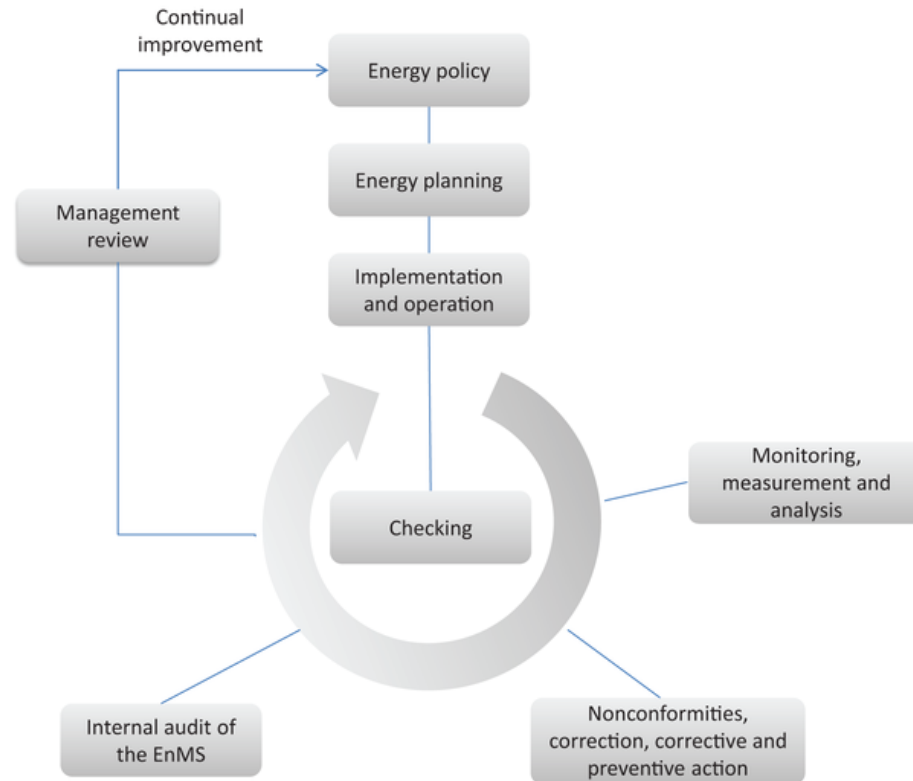 Continual
improvement
Energy policy
Energy planning
Management
review
Implementation
and operation
Monitoring,
measurement and
analysis
Checking
Internal audit of
the EnMS
Nonconformities,
correction, corrective and
preventive action